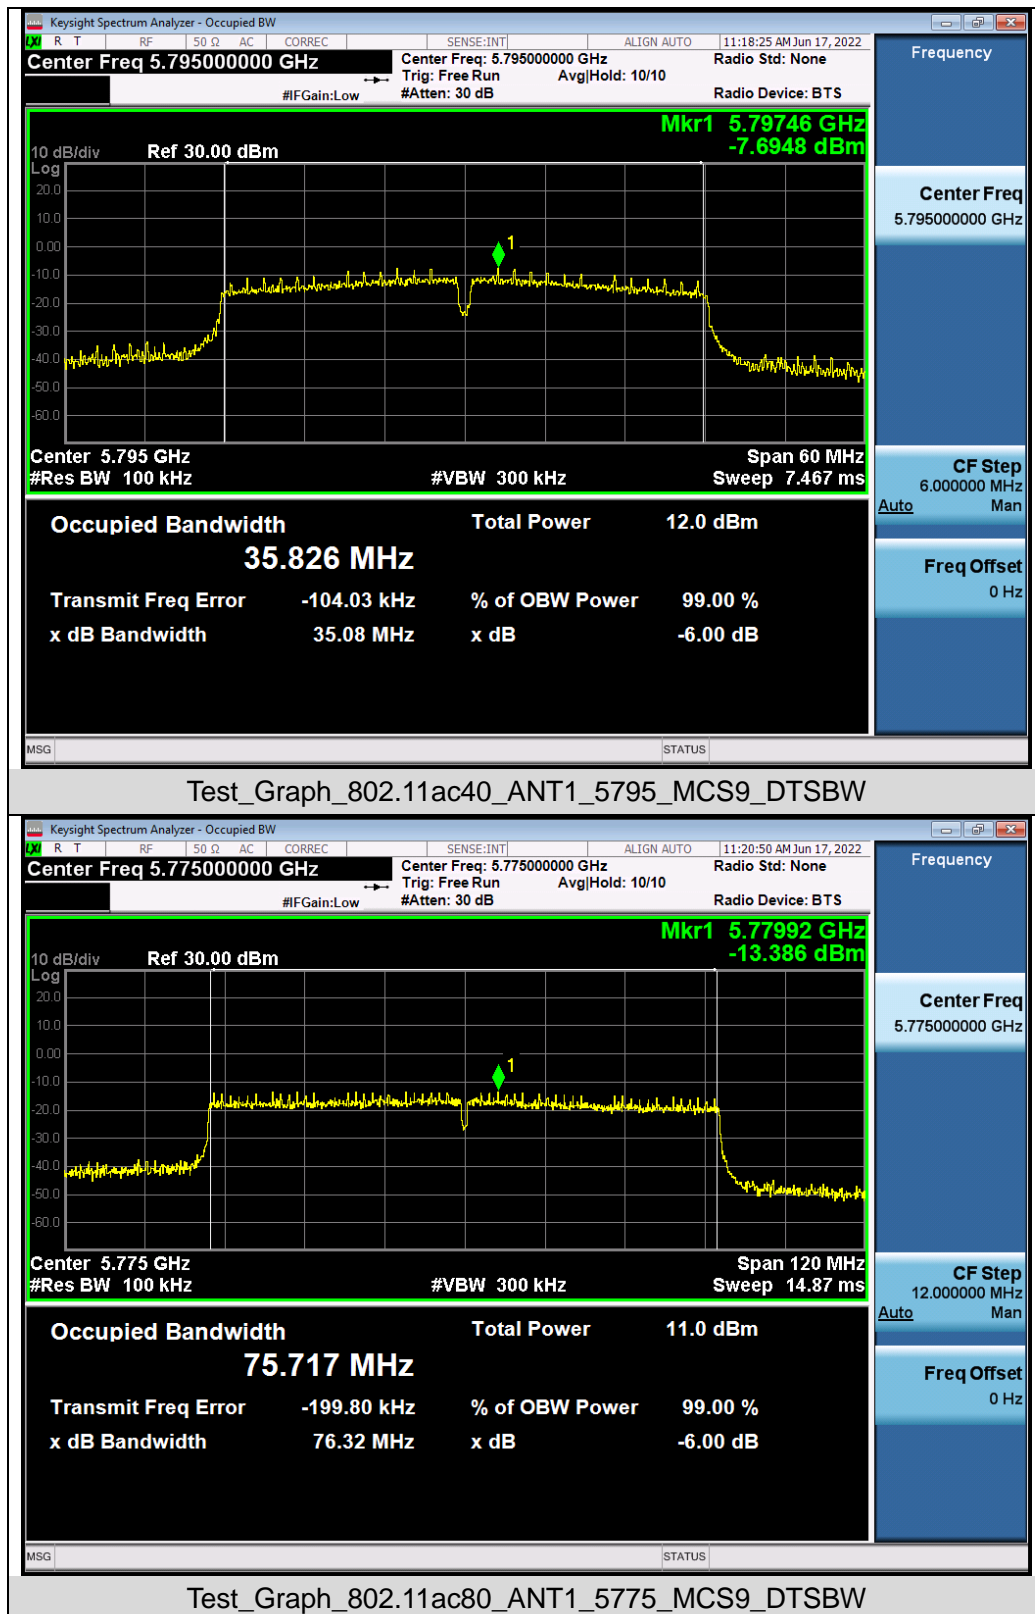 Keysight Spectrum Analyzer - Occupied BW
LXI R T RF 50 Ω AC CORREC SENSE:INT ALIGN AUTO 11:18:25 AM Jun 17, 2022
Center Freq 5.795000000 GHz
Center Freq: 5.795000000 GHz Radio Std: None
Trig: Free Run Avg|Hold: 10/10
#IFGain:Low #Atten: 30 dB Radio Device: BTS
Frequency
Mkr1 5.79746 GHz
-7.6948 dBm
10 dB/div Ref 30.00 dBm
Log
20.0
10.0
0.00
-10.0
-20.0
-30.0
-40.0
-50.0
-60.0
1
Center 5.795 GHz Span 60 MHz
#Res BW 100 kHz #VBW 300 kHz Sweep 7.467 ms
Center Freq
5.795000000 GHz
CF Step
6.000000 MHz
Auto Man
Freq Offset
0 Hz
Occupied Bandwidth Total Power 12.0 dBm
35.826 MHz
Transmit Freq Error -104.03 kHz % of OBW Power 99.00 %
x dB Bandwidth 35.08 MHz x dB -6.00 dB
MSG STATUS
Test_Graph_802.11ac40_ANT1_5795_MCS9_DTSBW
Keysight Spectrum Analyzer - Occupied BW
LXI R T RF 50 Ω AC CORREC SENSE:INT ALIGN AUTO 11:20:50 AM Jun 17, 2022
Center Freq 5.775000000 GHz
Center Freq: 5.775000000 GHz Radio Std: None
Trig: Free Run Avg|Hold: 10/10
#IFGain:Low #Atten: 30 dB Radio Device: BTS
Frequency
Mkr1 5.77992 GHz
-13.386 dBm
10 dB/div Ref 30.00 dBm
Log
20.0
10.0
0.00
-10.0
-20.0
-30.0
-40.0
-50.0
-60.0
1
Center 5.775 GHz Span 120 MHz
#Res BW 100 kHz #VBW 300 kHz Sweep 14.87 ms
Center Freq
5.775000000 GHz
CF Step
12.000000 MHz
Auto Man
Freq Offset
0 Hz
Occupied Bandwidth Total Power 11.0 dBm
75.717 MHz
Transmit Freq Error -199.80 kHz % of OBW Power 99.00 %
x dB Bandwidth 76.32 MHz x dB -6.00 dB
MSG STATUS
Test_Graph_802.11ac80_ANT1_5775_MCS9_DTSBW